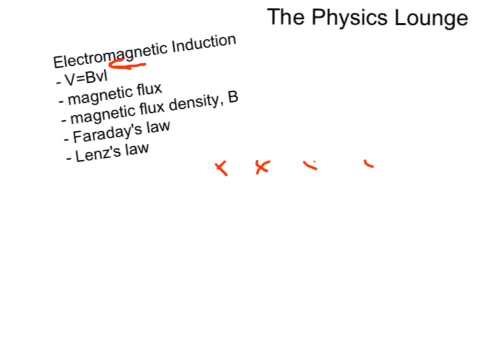 The Physics Lounge
Electromagnetic Induction
- V=Bvl
- magnetic flux
- magnetic flux density, B
- Faraday's law
- Lenz's law